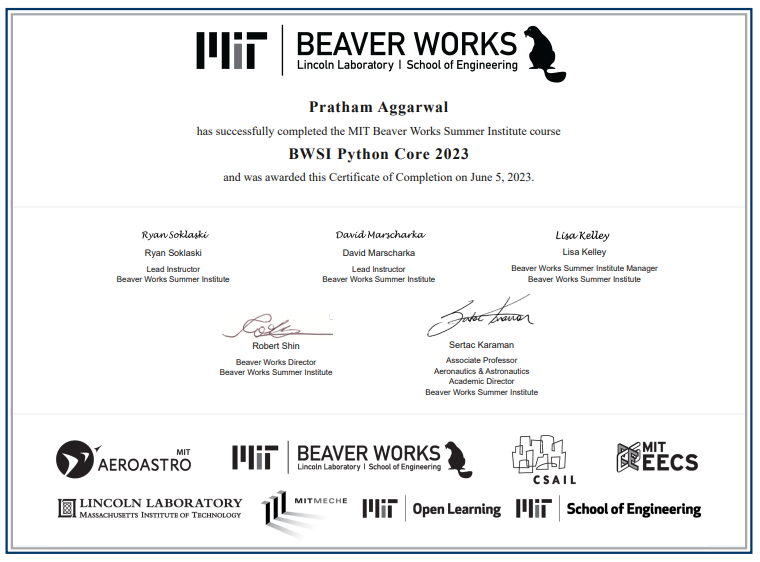 MIT BEAVER WORKS
Lincoln Laboratory | School of Engineering
Pratham Aggarwal
has successfully completed the MIT Beaver Works Summer Institute course
BWSI Python Core 2023
and was awarded this Certificate of Completion on June 5, 2023.
Ryan Soklaski
Ryan Soklaski
Lead Instructor
Beaver Works Summer Institute
David Marscharka
David Marscharka
Lead Instructor
Beaver Works Summer Institute
Lisa Kelley
Lisa Kelley
Beaver Works Summer Institute Manager
Beaver Works Summer Institute
Robert Shin
Beaver Works Director
Beaver Works Summer Institute
Sertac Karaman
Associate Professor
Aeronautics & Astronautics
Academic Director
Beaver Works Summer Institute
MIT
AEROASTRO
MIT BEAVER WORKS
Lincoln Laboratory | School of Engineering
CSAIL
MIT
EECS
LINCOLN LABORATORY
MASSACHUSETTS INSTITUTE OF TECHNOLOGY
MITMECHE
MIT Open Learning
MIT School of Engineering